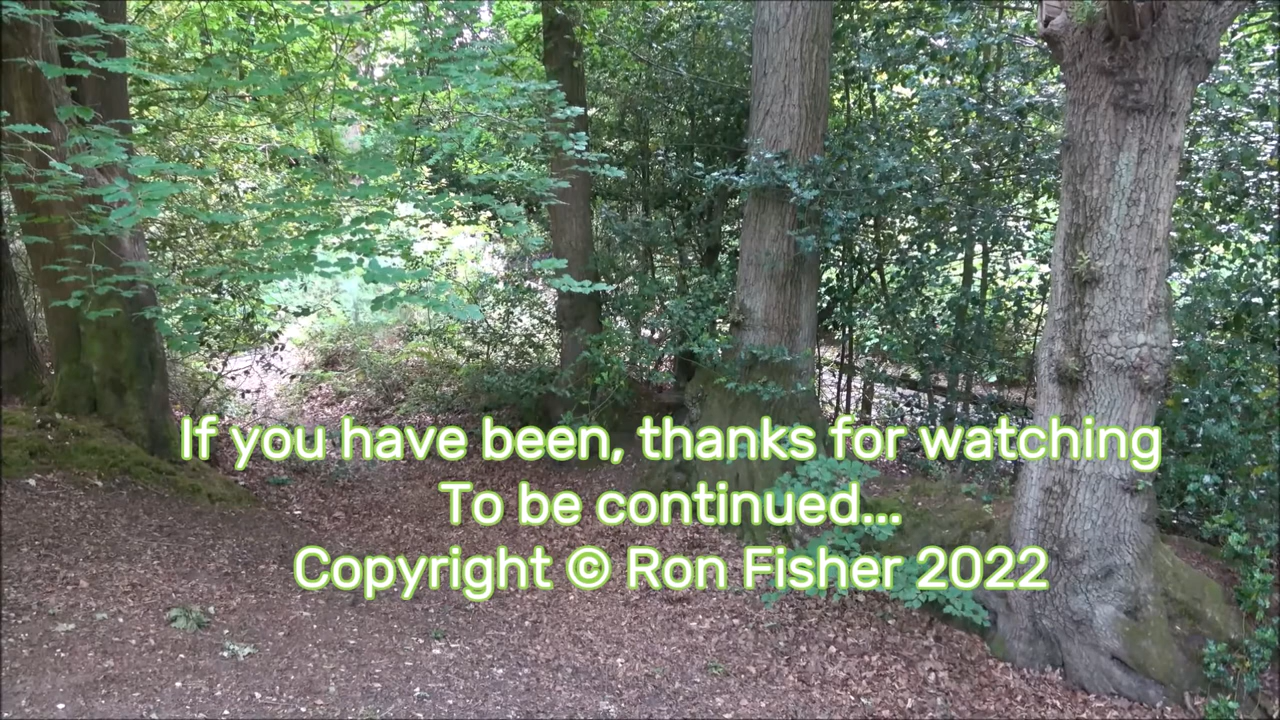 If you have been, thanks for watching
To be continued...
Copyright © Ron Fisher 2022